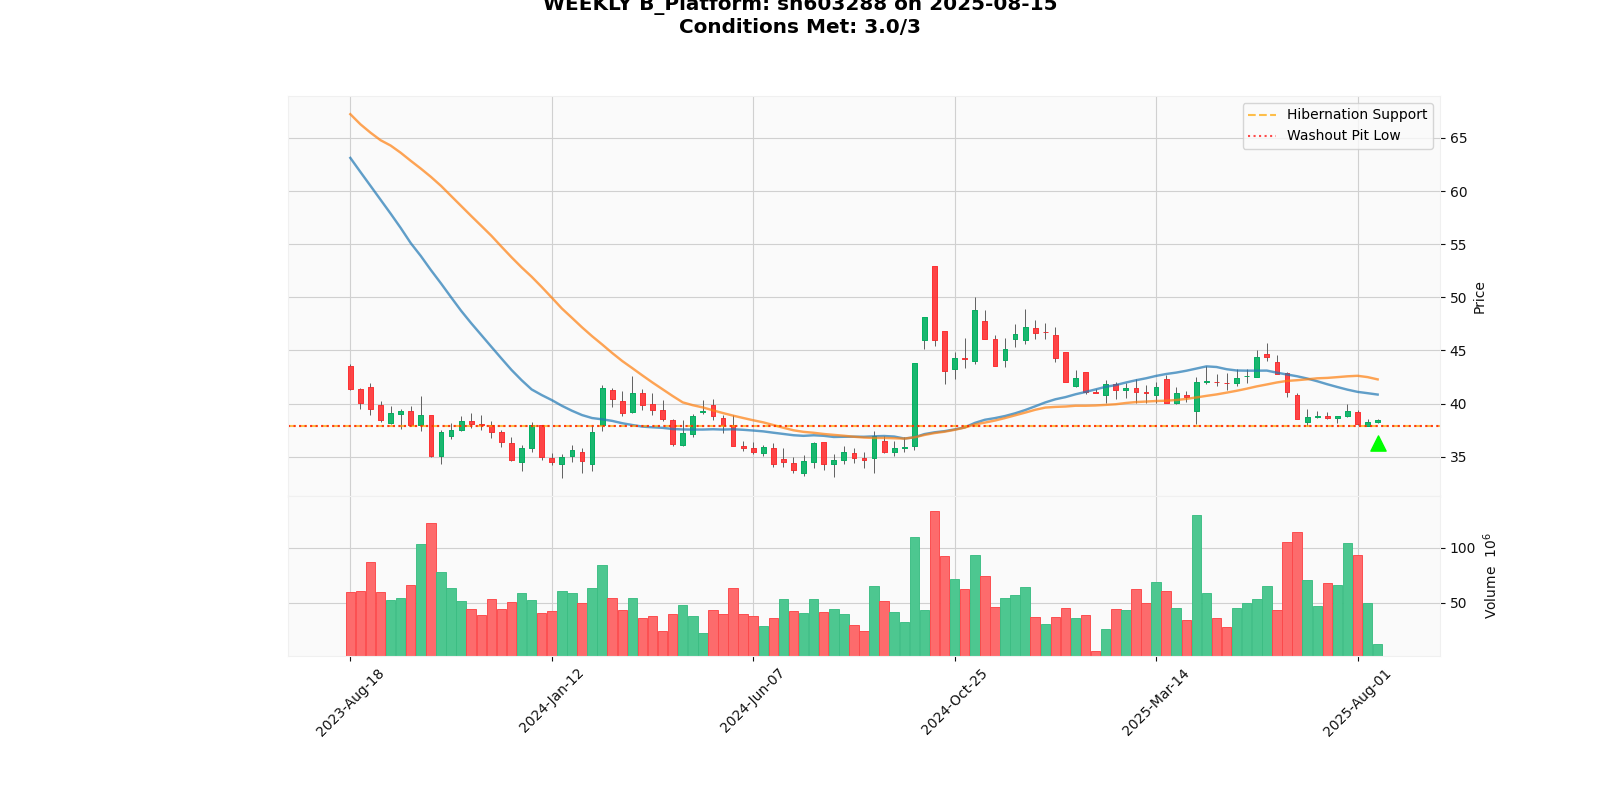 WEEKLY B_Platform: sh603288 on 2025-08-15
Conditions Met: 3.0/3
Hibernation Support
Washout Pit Low
65
60
55
50
45
40
35
Price
100
50
Volume 10⁶
2023-Aug-18
2024-Jan-12
2024-Jun-07
2024-Oct-25
2025-Mar-14
2025-Aug-01